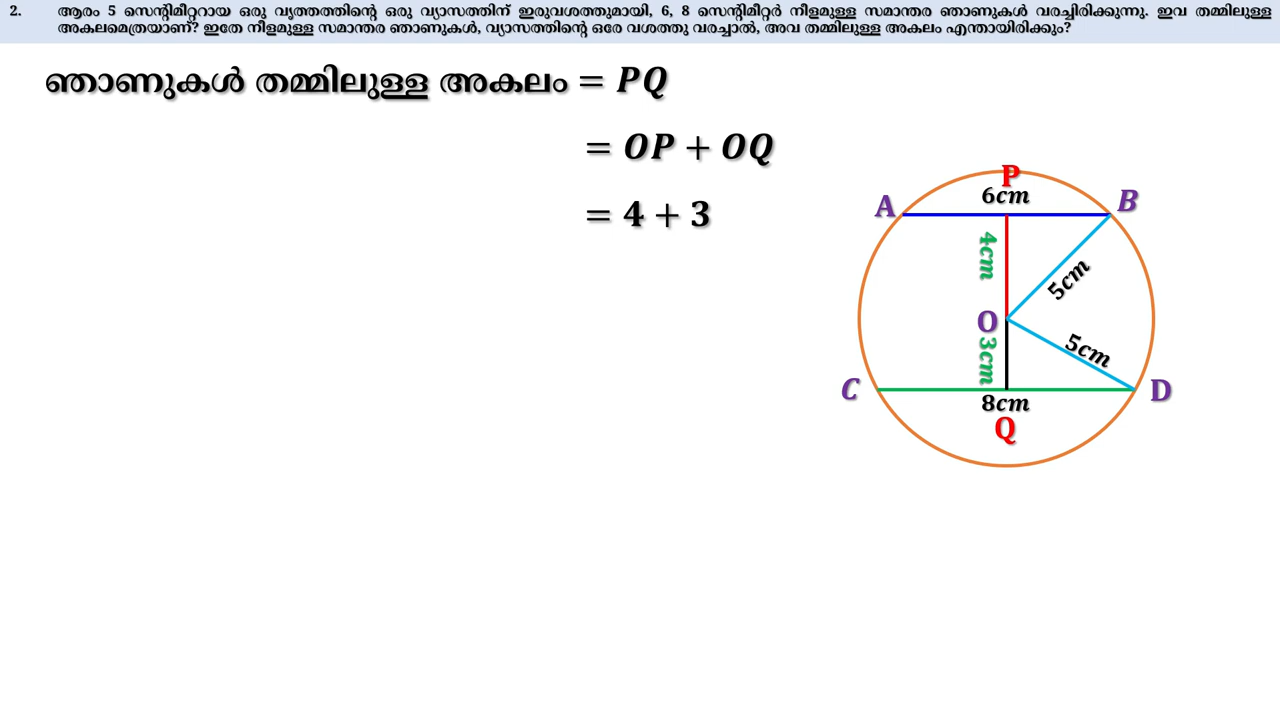 2. ആരം 5 സെന്റിമീറ്ററായ ഒരു വൃത്തത്തിന്റെ ഒരു വ്യാസത്തിന് ഇരുവശത്തുമായി, 6, 8 സെന്റിമീറ്റർ നീളമുള്ള സമാന്തര ഞാണുകൾ വരച്ചിരിക്കുന്നു. ഇവ തമ്മിലുള്ള
അകലമെത്രയാണ്? ഇതേ നീളമുള്ള സമാന്തര ഞാണുകൾ, വ്യാസത്തിന്റെ ഒരേ വശത്തു വരച്ചാൽ, അവ തമ്മിലുള്ള അകലം എന്തായിരിക്കും?
ഞാണുകൾ തമ്മിലുള്ള അകലം = PQ
= OP + OQ
= 4 + 3
P
6cm
A
B
4cm
5cm
O
3cm
5cm
C
D
8cm
Q